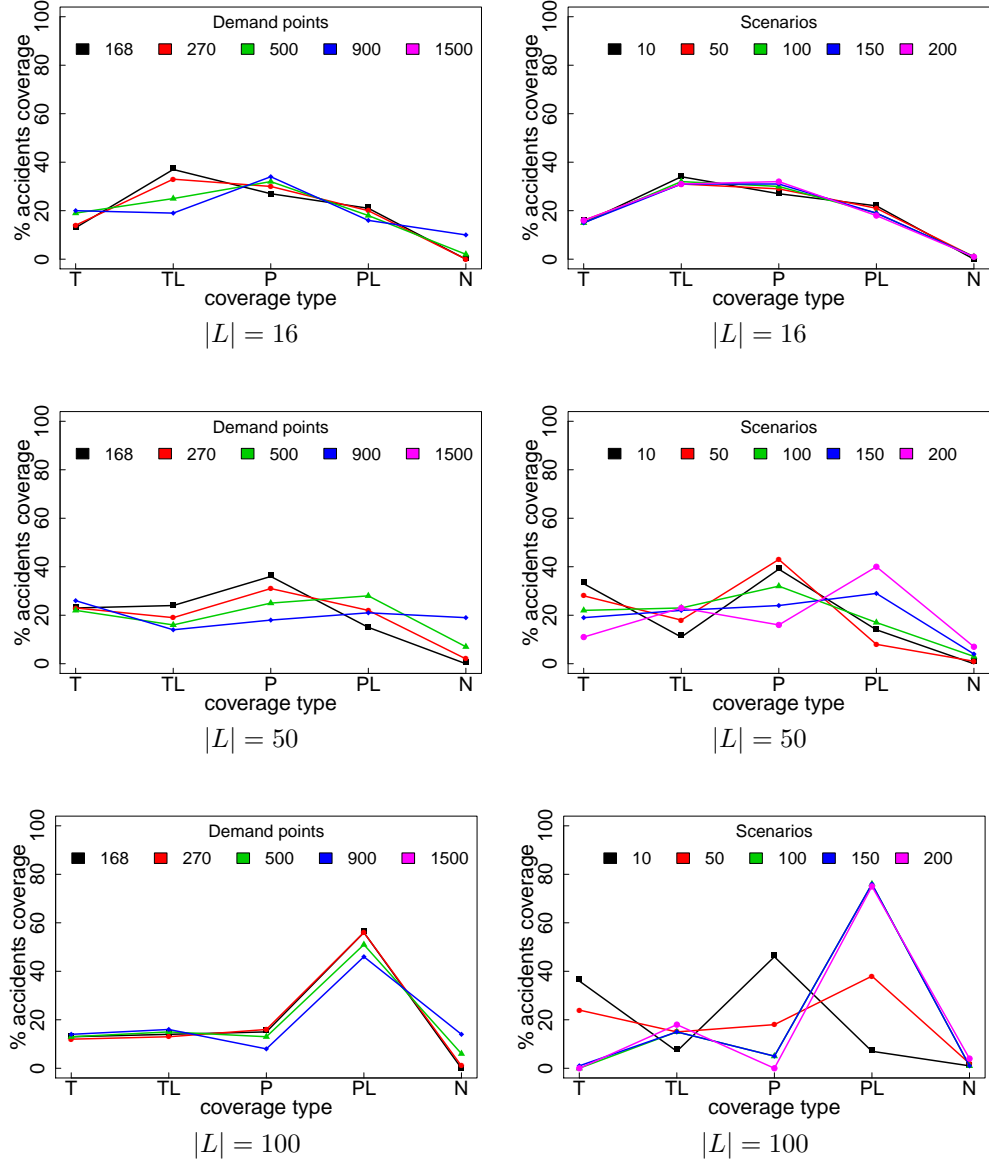 Demand points
168 270 500 900 1500
% accidents coverage
0 20 40 60 80 100
T TL P PL N
coverage type
|L| = 16
Scenarios
10 50 100 150 200
% accidents coverage
0 20 40 60 80 100
T TL P PL N
coverage type
|L| = 16
Demand points
168 270 500 900 1500
% accidents coverage
0 20 40 60 80 100
T TL P PL N
coverage type
|L| = 50
Scenarios
10 50 100 150 200
% accidents coverage
0 20 40 60 80 100
T TL P PL N
coverage type
|L| = 50
Demand points
168 270 500 900 1500
% accidents coverage
0 20 40 60 80 100
T TL P PL N
coverage type
|L| = 100
Scenarios
10 50 100 150 200
% accidents coverage
0 20 40 60 80 100
T TL P PL N
coverage type
|L| = 100